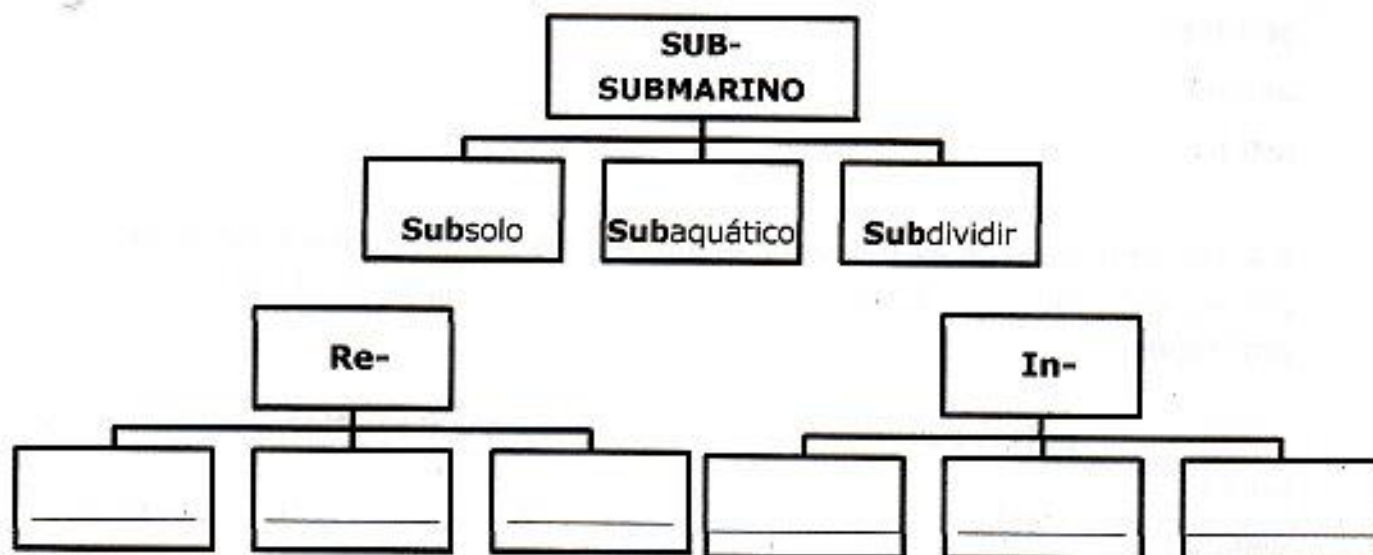 SUB-
SUBMARINO
Subsolo
Subaquático
Subdividir
Re-
In-